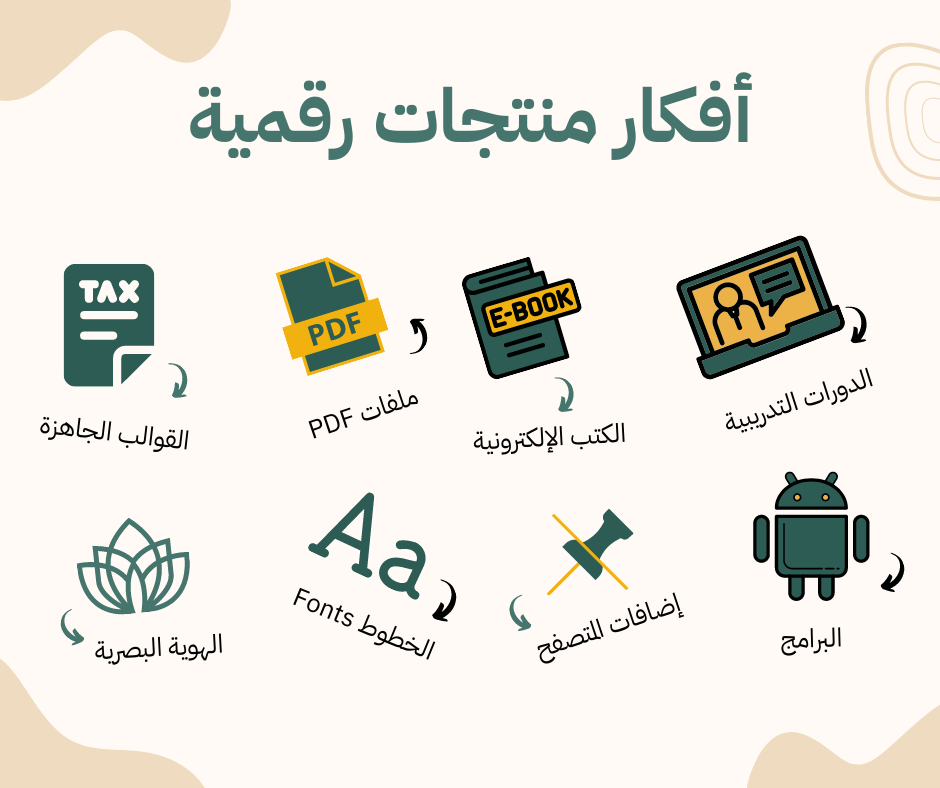 أفكار منتجات رقمية
الدورات التدريبية
E-BOOK
الكتب الإلكترونية
PDF
ملفات PDF
TAX
القوالب الجاهزة
البرامج
إضافات المتصفح
Aa
الخطوط Fonts
الهوية البصرية